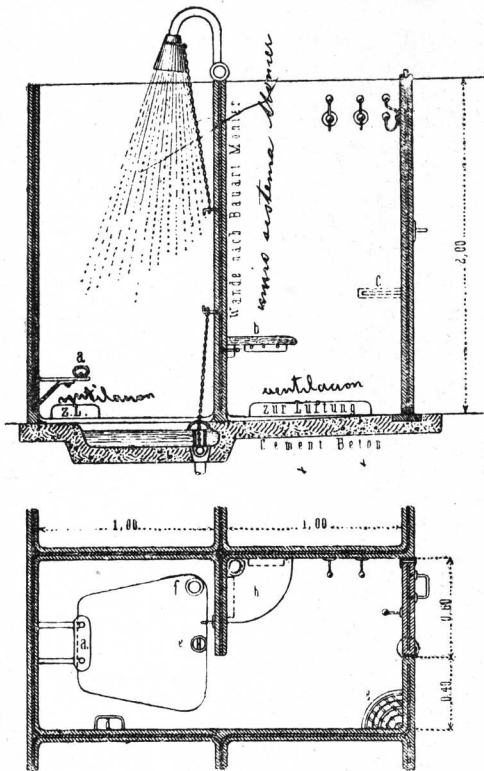 Wände nach Bauart Monier
muro sistema Monier
2,00
c
b
a
ventilacion
z.L.
ventilacion
zur Lüftung
Cement Beton
1,00
1,00
f
h
0,60
a.
e
g
0,40